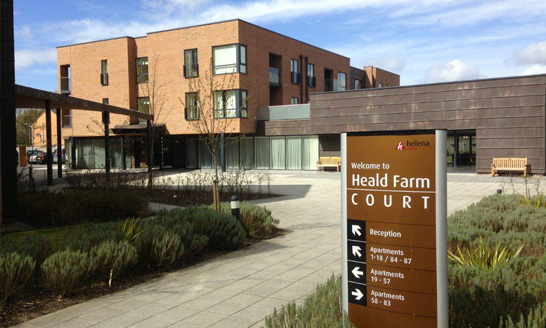 helena
Welcome to
Heald Farm
COURT
Reception
Apartments
1-18 / 84 - 87
Apartments
19 - 57
Apartments
58 - 83